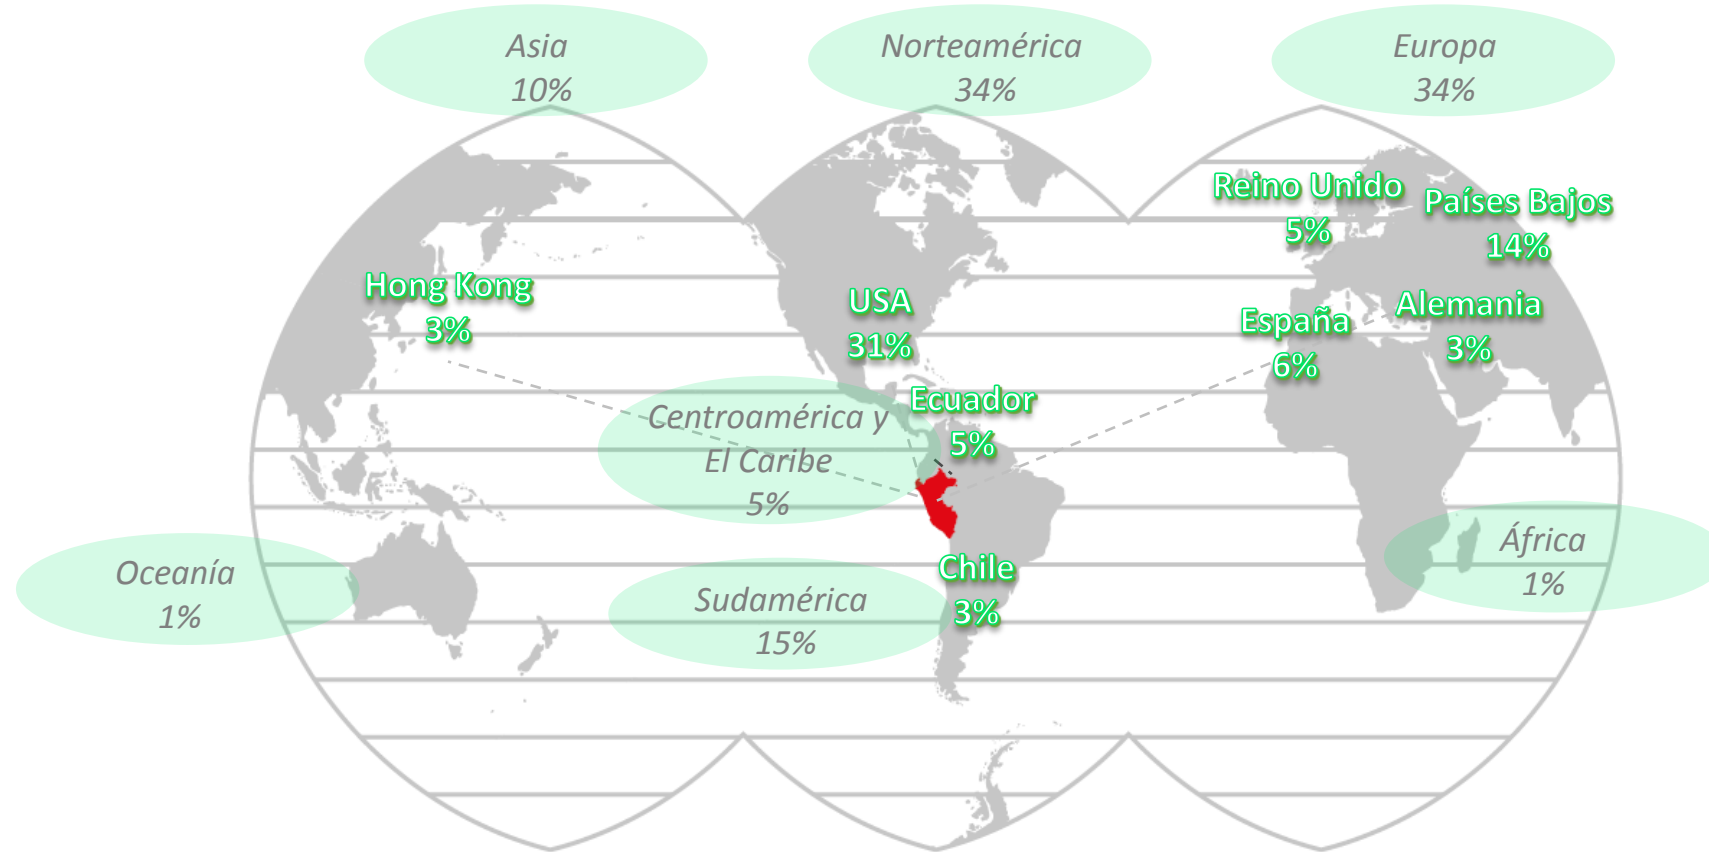 Asia
10%
Norteamérica
34%
Europa
34%
Reino Unido
5%
Países Bajos
14%
Hong Kong
3%
USA
31%
España
6%
Alemania
3%
Ecuador
5%
Centroamérica y
El Caribe
5%
África
1%
Oceanía
1%
Chile
3%
Sudamérica
15%